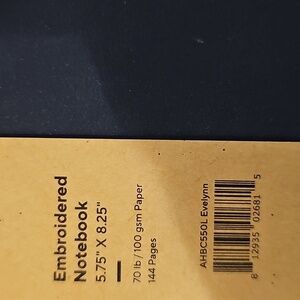 Embroidered
Notebook
5.75" X 8.25"
70 lb / 100 gsm Paper
144 Pages
AHBC550L Evelynn
8 12935 02681 5